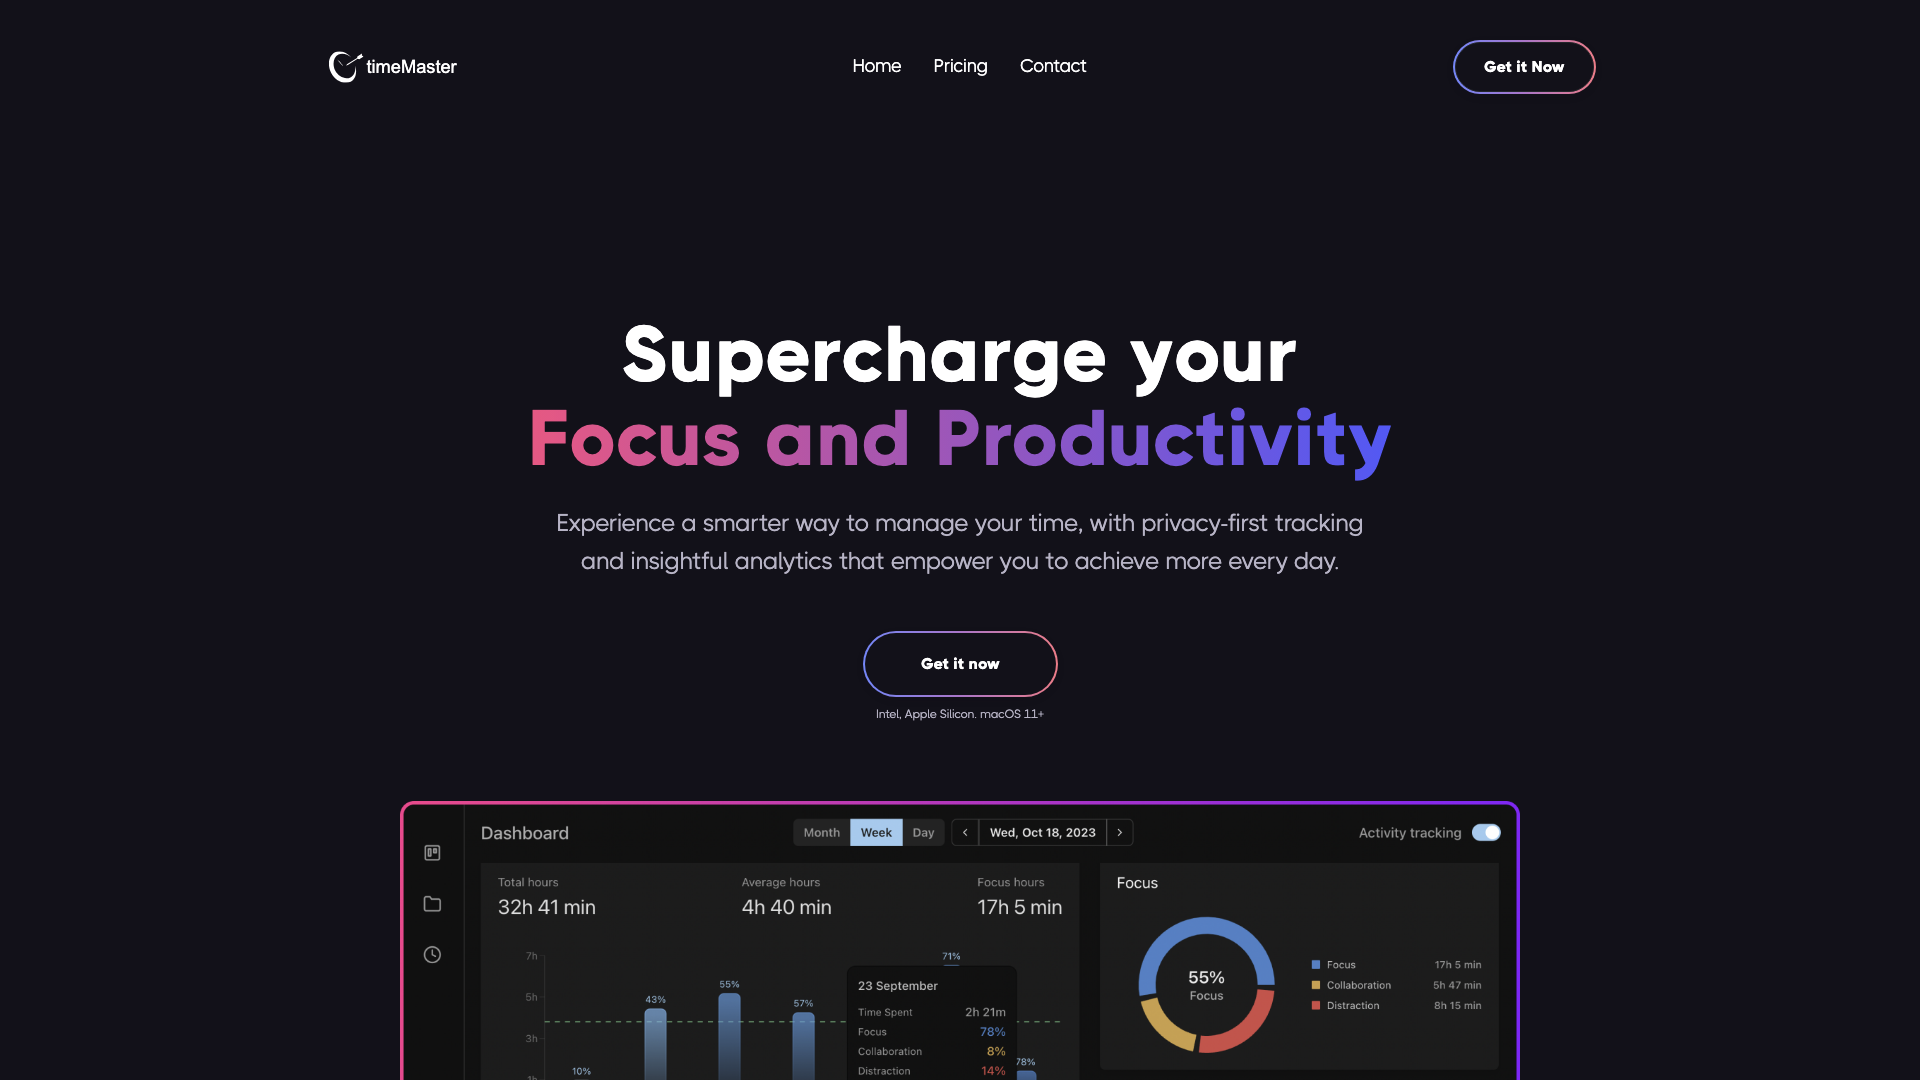 timeMaster
Home Pricing Contact
Get it Now
Supercharge your
Focus and Productivity
Experience a smarter way to manage your time, with privacy-first tracking
and insightful analytics that empower you to achieve more every day.
Get it now
Intel, Apple Silicon. macOS 11+
Dashboard
Month Week Day
Wed, Oct 18, 2023
Activity tracking
Total hours
32h 41 min
Average hours
4h 40 min
Focus hours
17h 5 min
7h
5h
3h
1h
10%
43%
55%
57%
71%
78%
23 September
Time Spent 2h 21m
Focus 78%
Collaboration 8%
Distraction 14%
Focus
55%
Focus
Focus 17h 5 min
Collaboration 5h 47 min
Distraction 8h 15 min